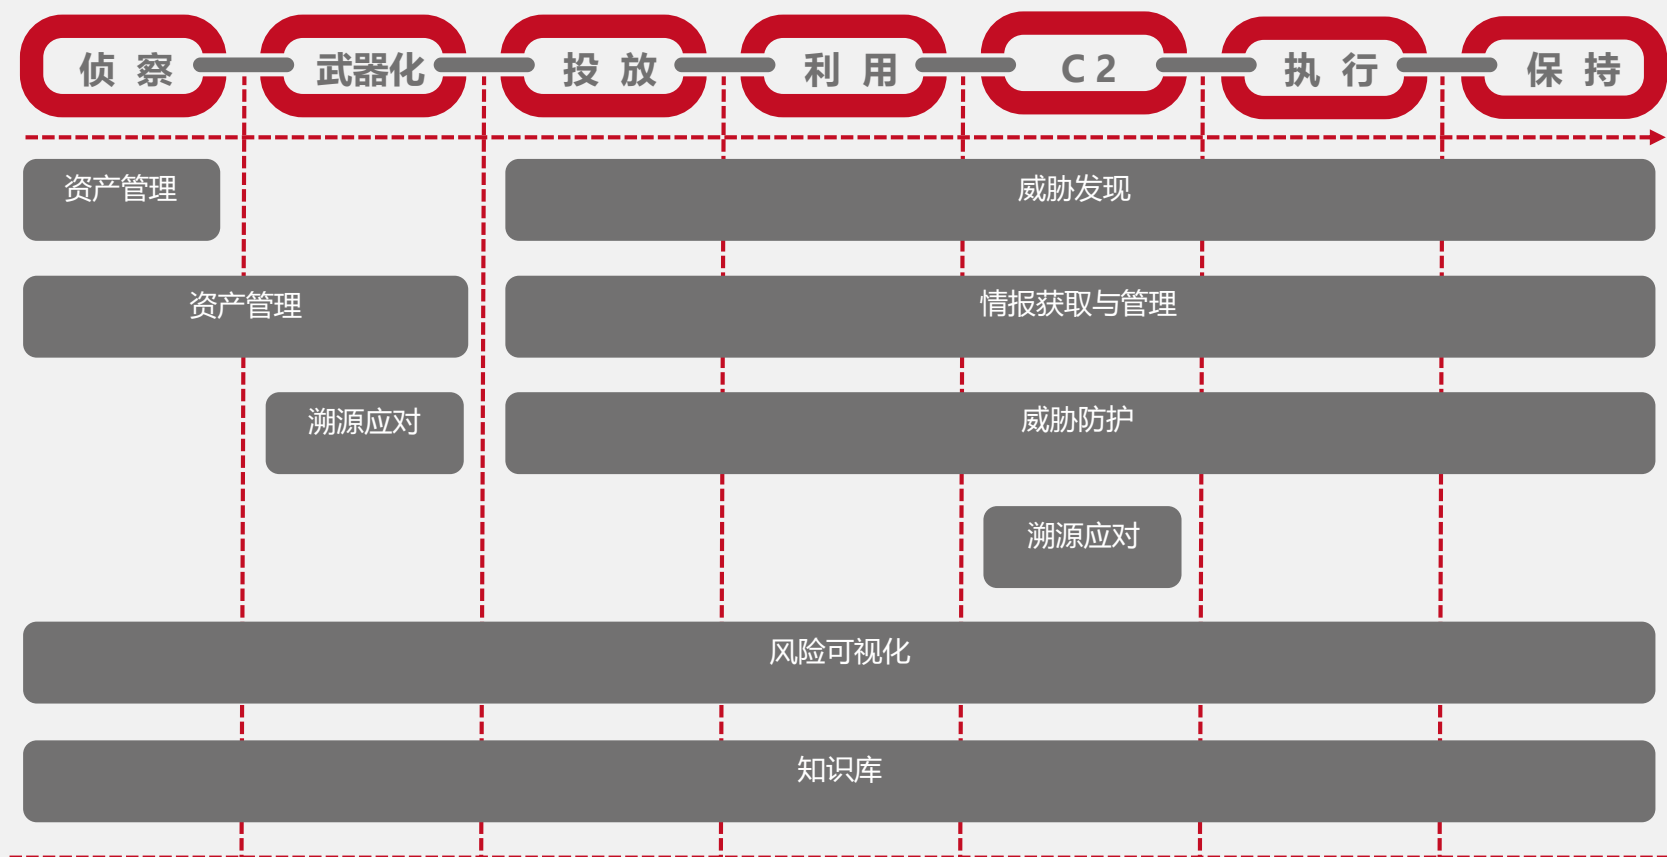 侦 察
武器化
投 放
利 用
C 2
执 行
保 持
资产管理
威胁发现
资产管理
情报获取与管理
溯源应对
威胁防护
溯源应对
风险可视化
知识库